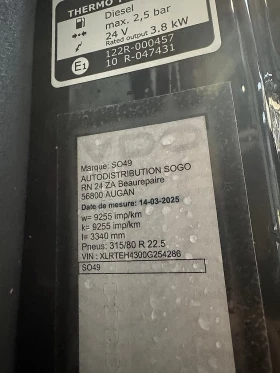 THERMO
Diesel
max. 2,5 bar
24 V
Rated output 3.8 kW
122R-000457
E1 10 R-047431
VDO
Marque: SO49
AUTODISTRIBUTION SOGO
RN 24 ZA Beaurepaire
56800 AUGAN
Date de mesure: 14-03-2025
w= 9255 imp/km
k= 9255 imp/km
l= 3340 mm
Pneus: 315/80 R 22.5
VIN : XLRTEH4300G254286
SO49